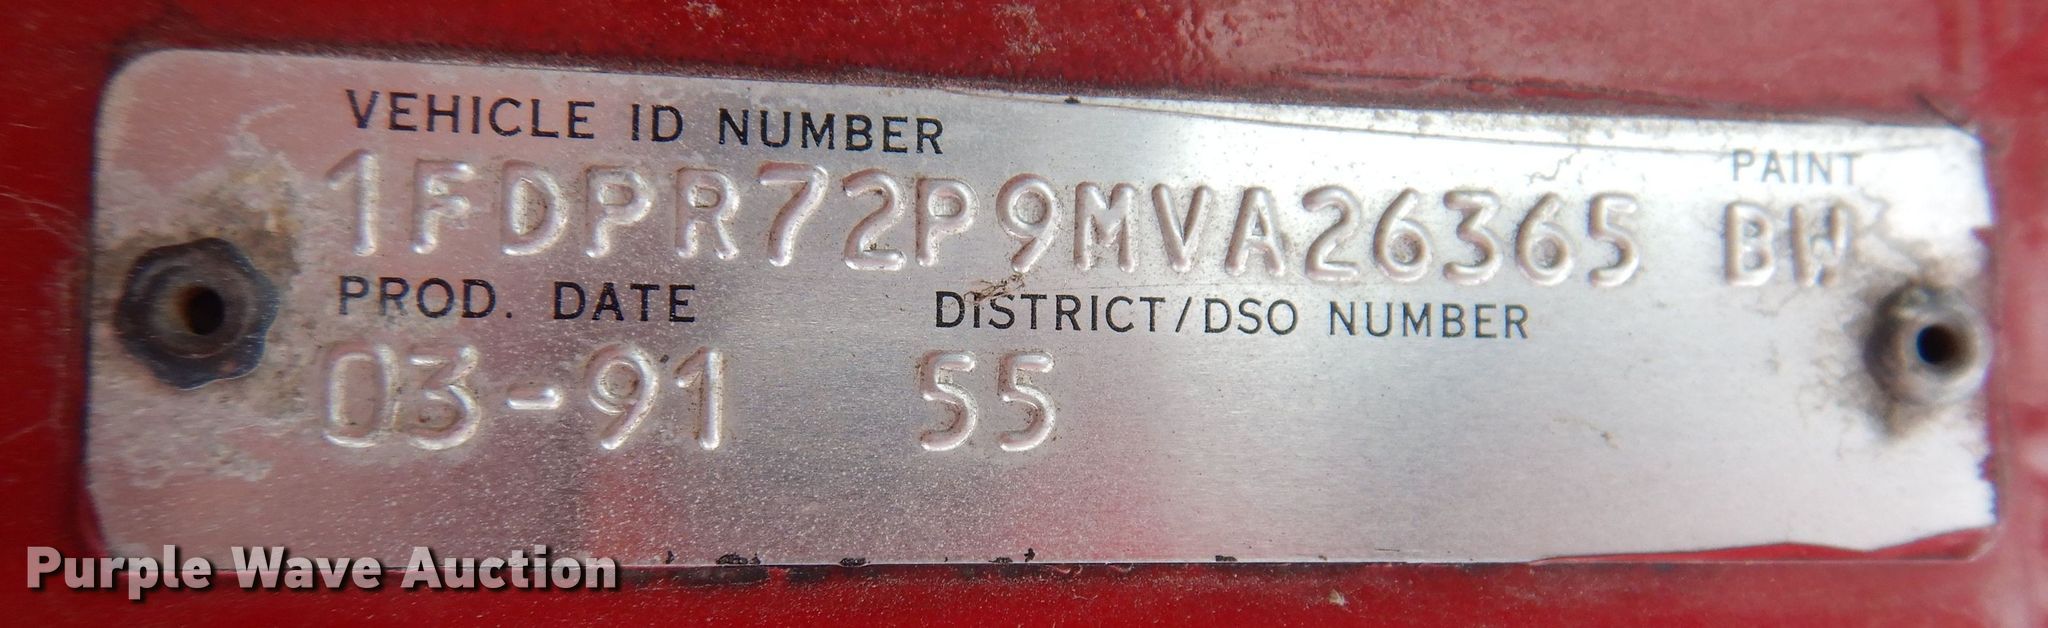 VEHICLE ID NUMBER
1FDPR72P9MVA26365
PAINT
BW
PROD. DATE
03-91
DISTRICT/DSO NUMBER
55
Purple Wave Auction